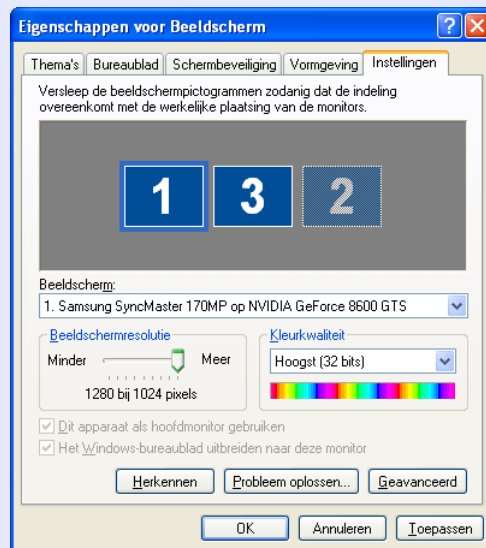 Eigenschappen voor Beeldscherm
Thema's Bureaublad Schermbeveiliging Vormgeving Instellingen
Versleep de beeldschermpictogrammen zodanig dat de indeling
overeenkomt met de werkelijke plaatsing van de monitors.
1 3 2
Beeldscherm:
1. Samsung SyncMaster 170MP op NVIDIA GeForce 8600 GTS
Beeldschermresolutie
Minder Meer
1280 bij 1024 pixels
Kleurkwaliteit
Hoogst (32 bits)
Dit apparaat als hoofdmonitor gebruiken
Het Windows-bureaublad uitbreiden naar deze monitor
Herkennen Probleem oplossen... Geavanceerd
OK Annuleren Toepassen